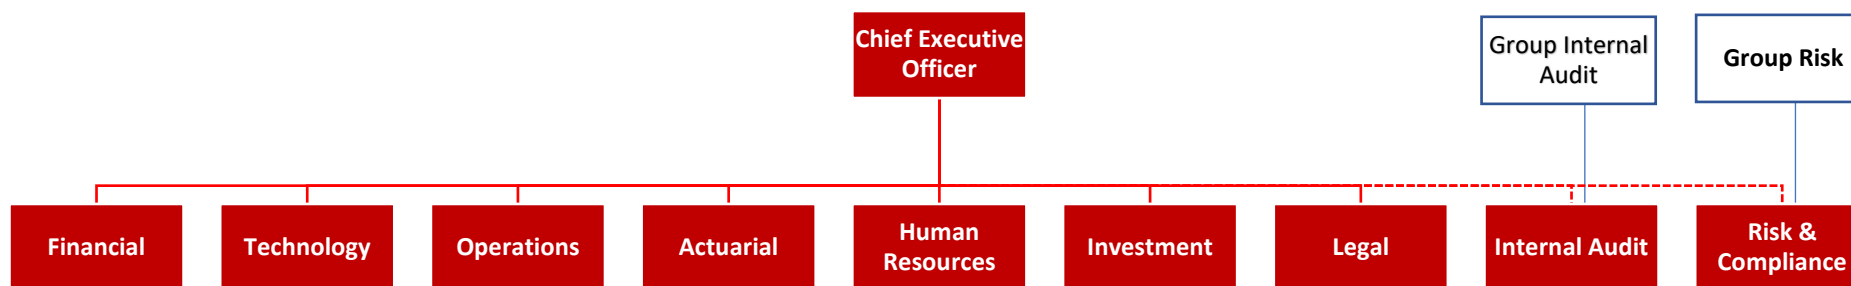 Chief Executive
Officer
Group Internal
Audit
Group Risk
Financial
Technology
Operations
Actuarial
Human
Resources
Investment
Legal
Internal Audit
Risk &
Compliance